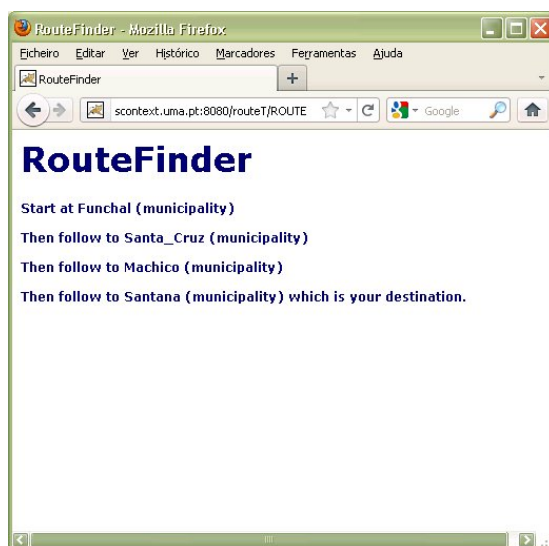 RouteFinder - Mozilla Firefox
Ficheiro Editar Ver Histórico Marcadores Ferramentas Ajuda
RouteFinder
scontext.uma.pt:8080/routeT/ROUTE Google
RouteFinder
Start at Funchal (municipality)
Then follow to Santa_Cruz (municipality)
Then follow to Machico (municipality)
Then follow to Santana (municipality) which is your destination.